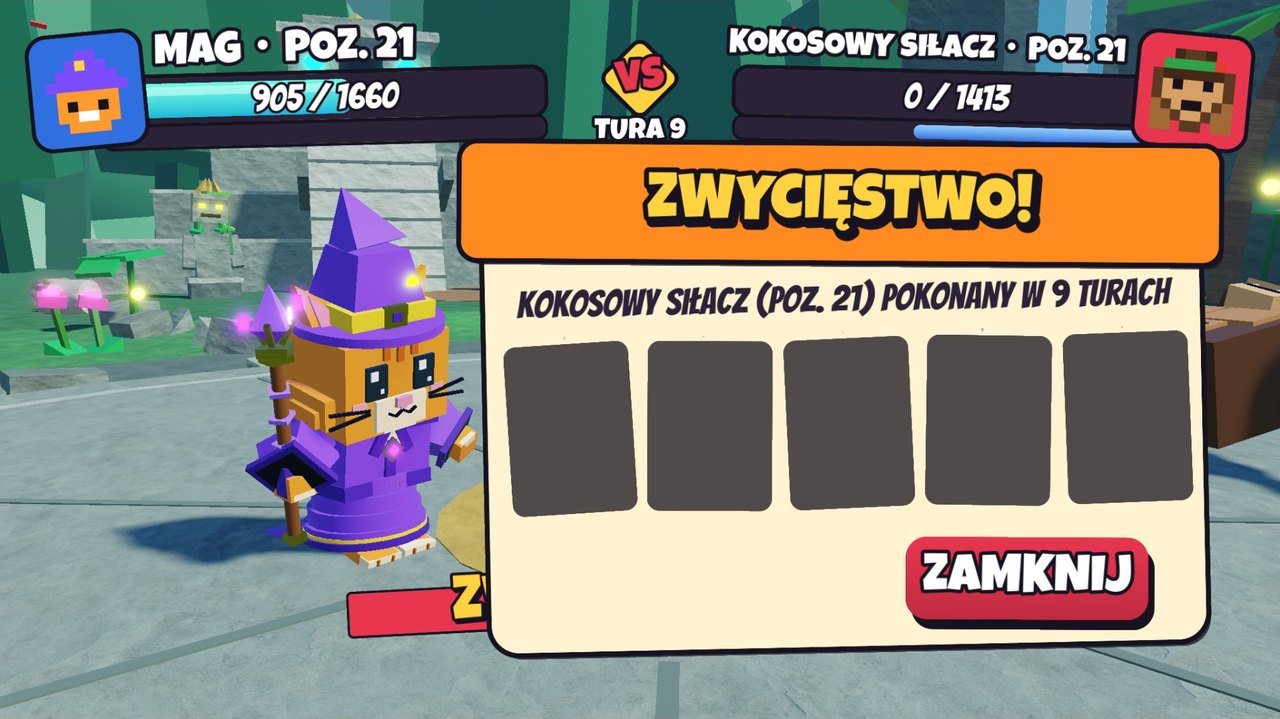 MAG • POZ. 21
905 / 1660
VS
TURA 9
KOKOSOWY SIŁACZ • POZ. 21
0 / 1413
ZWYCIĘSTWO!
KOKOSOWY SIŁACZ (POZ. 21) POKONANY W 9 TURACH
ZAMKNIJ